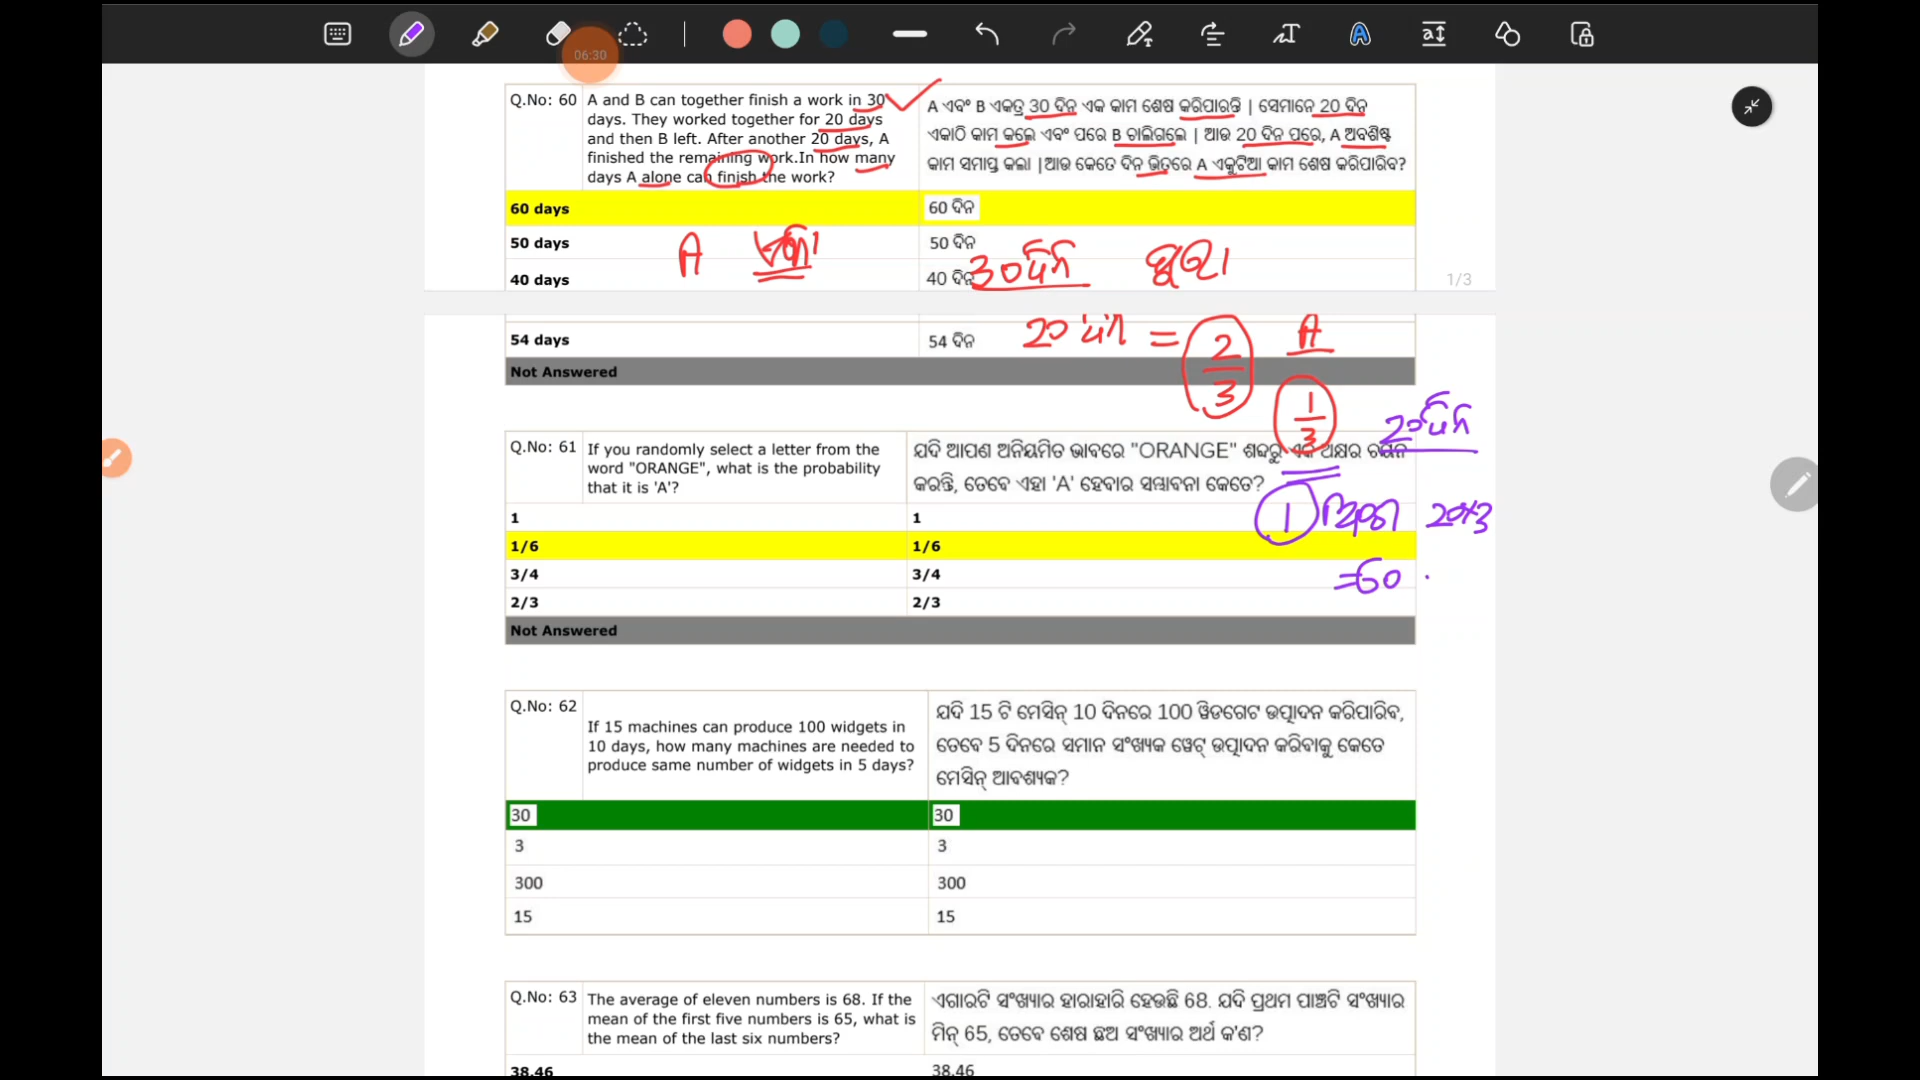 06:30
Q.No: 60
A and B can together finish a work in 30
days. They worked together for 20 days
and then B left. After another 20 days, A
finished the remaining work.In how many
days A alone can finish the work?
A ଏବଂ B ଏକତ୍ର 30 ଦିନ ଏକ କାମ ଶେଷ କରିପାରନ୍ତି | ସେମାନେ 20 ଦିନ
ଏକାଠି କାମ କଲେ ଏବଂ ପରେ B ଚାଲିଗଲେ | ଆଉ 20 ଦିନ ପରେ, A ଅବଶିଷ୍ଟ
କାମ ସମାପ୍ତ କଲା |ଆଉ କେତେ ଦିନ ଭିତରେ A ଏକୁଟିଆ କାମ ଶେଷ କରିପାରିବ?
60 days 60 ଦିନ
50 days 50 ଦିନ
40 days 40 ଦିନ
A
30 ଦିନ
1/3
54 days 54 ଦିନ
20 ଦିନ = 2/3 A
Not Answered
1/3 20 ଦିନ
Q.No: 61
If you randomly select a letter from the
word "ORANGE", what is the probability
that it is 'A'?
ଯଦି ଆପଣ ଅନିୟମିତ ଭାବରେ "ORANGE" ଶବ୍ଦରୁ ଏକ ଅକ୍ଷର ଚୟନ
କରନ୍ତି, ତେବେ ଏହା 'A' ହେବାର ସମ୍ଭାବନା କେତେ?
1 1
1 20×3
1/6 1/6
3/4 3/4
=60
2/3 2/3
Not Answered
Q.No: 62
If 15 machines can produce 100 widgets in
10 days, how many machines are needed to
produce same number of widgets in 5 days?
ଯଦି 15 ଟି ମେସିନ୍ 10 ଦିନରେ 100 ୱିଡଗେଟ ଉତ୍ପାଦନ କରିପାରିବ,
ତେବେ 5 ଦିନରେ ସମାନ ସଂଖ୍ୟକ ୱେଟ୍ ଉତ୍ପାଦନ କରିବାକୁ କେତେ
ମେସିନ୍ ଆବଶ୍ୟକ?
30 30
3 3
300 300
15 15
Q.No: 63
The average of eleven numbers is 68. If the
mean of the first five numbers is 65, what is
the mean of the last six numbers?
ଏଗାରଟି ସଂଖ୍ୟାର ହାରାହାରି ହେଉଛି 68. ଯଦି ପ୍ରଥମ ପାଞ୍ଚଟି ସଂଖ୍ୟାର
ମିନ୍ 65, ତେବେ ଶେଷ ଛଅ ସଂଖ୍ୟାର ଅର୍ଥ କ'ଣ?
38.46 38.46